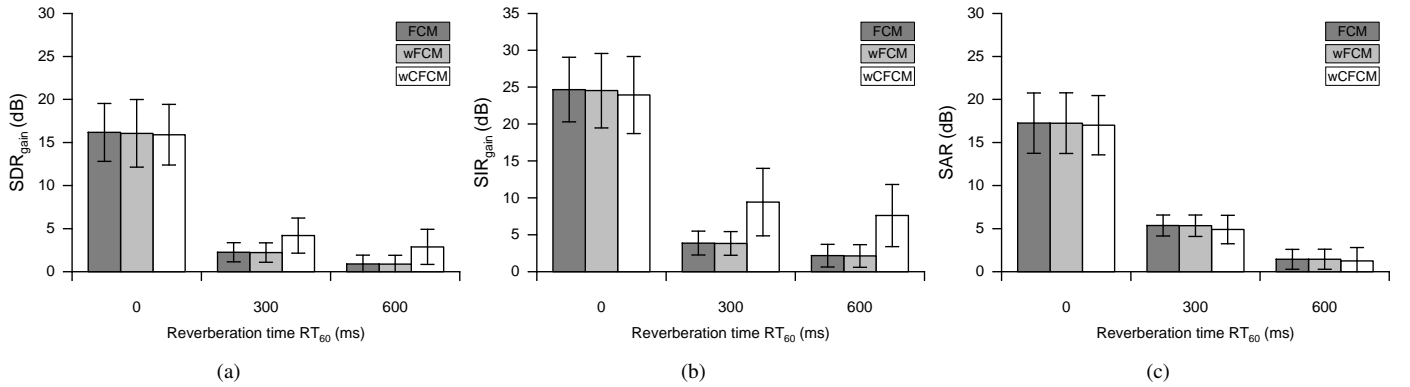 30
25
20
15
10
5
0
SDRgain (dB)
FCM
wFCM
wCFCM
0 300 600
Reverberation time RT60 (ms)
(a)
35
30
25
20
15
10
5
0
SIRgain (dB)
FCM
wFCM
wCFCM
0 300 600
Reverberation time RT60 (ms)
(b)
30
25
20
15
10
5
0
SAR (dB)
FCM
wFCM
wCFCM
0 300 600
Reverberation time RT60 (ms)
(c)